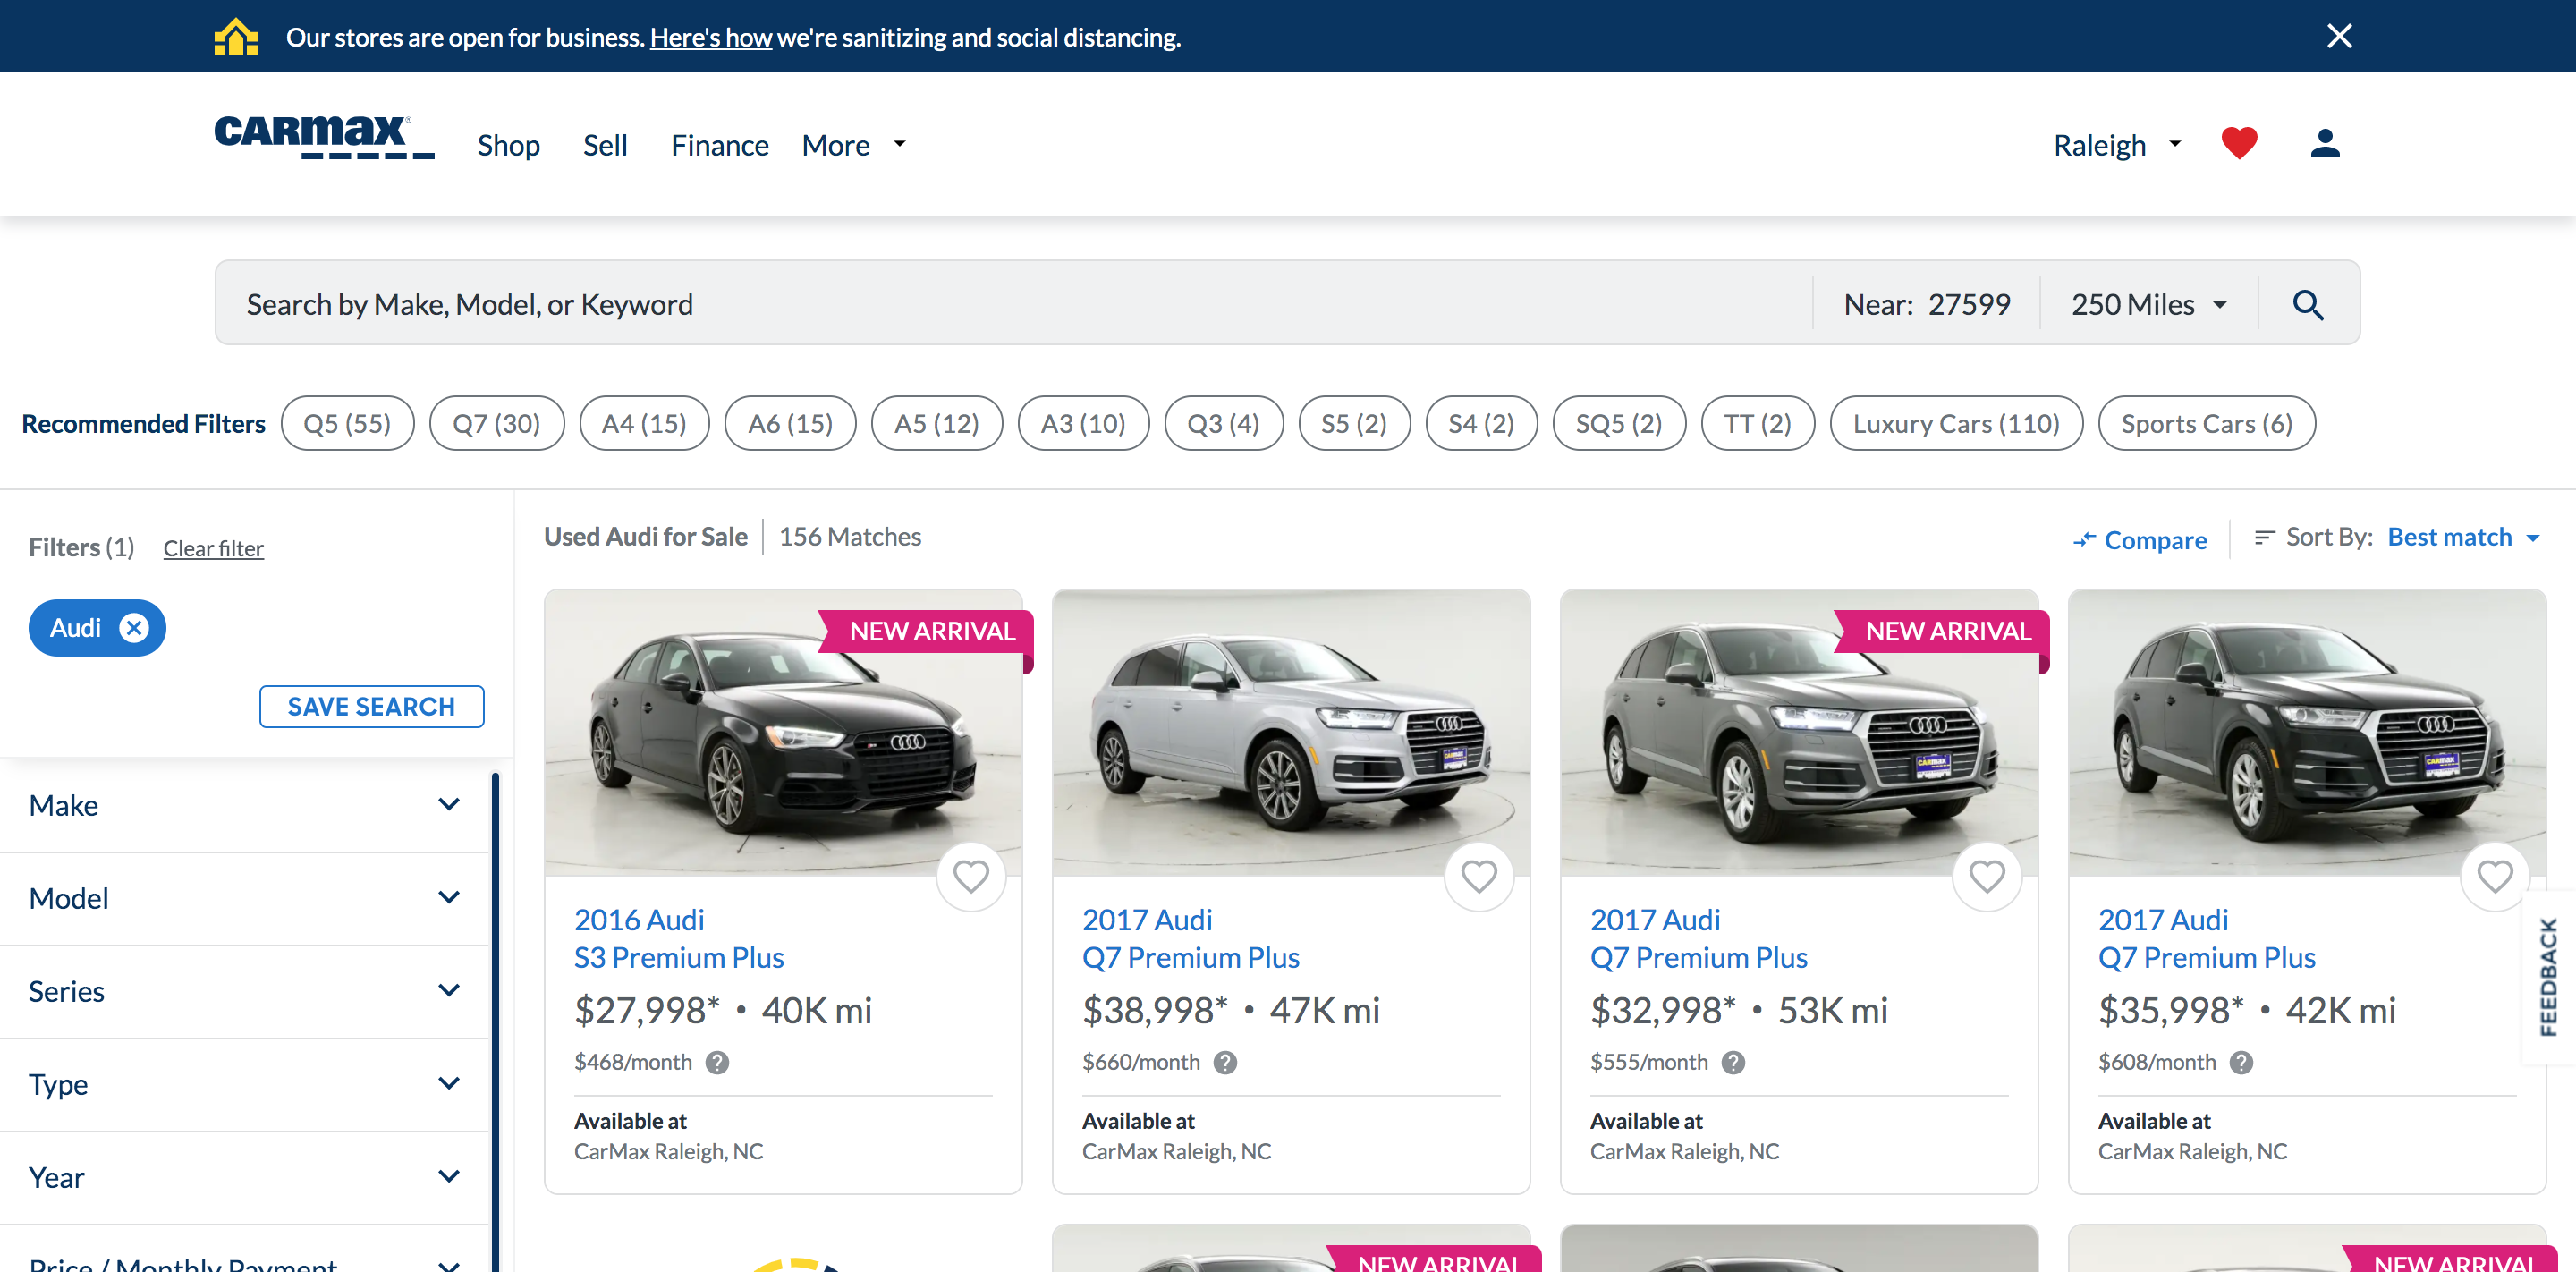 Our stores are open for business. Here's how we're sanitizing and social distancing.
CARMAX®
Shop
Sell
Finance
More
Raleigh
Search by Make, Model, or Keyword
Near: 27599
250 Miles
Recommended Filters
Q5 (55)
Q7 (30)
A4 (15)
A6 (15)
A5 (12)
A3 (10)
Q3 (4)
S5 (2)
S4 (2)
SQ5 (2)
TT (2)
Luxury Cars (110)
Sports Cars (6)
Filters (1)
Clear filter
Audi
SAVE SEARCH
Make
Model
Series
Type
Year
Price / Monthly Payment
Used Audi for Sale
156 Matches
Compare
Sort By: Best match
NEW ARRIVAL
2016 Audi
S3 Premium Plus
$27,998* • 40K mi
$468/month
Available at
CarMax Raleigh, NC
CARMAX
2017 Audi
Q7 Premium Plus
$38,998* • 47K mi
$660/month
Available at
CarMax Raleigh, NC
NEW ARRIVAL
CARMAX
2017 Audi
Q7 Premium Plus
$32,998* • 53K mi
$555/month
Available at
CarMax Raleigh, NC
CARMAX
2017 Audi
Q7 Premium Plus
$35,998* • 42K mi
$608/month
Available at
CarMax Raleigh, NC
FEEDBACK
NEW ARRIVAL
NEW ARRIVAL